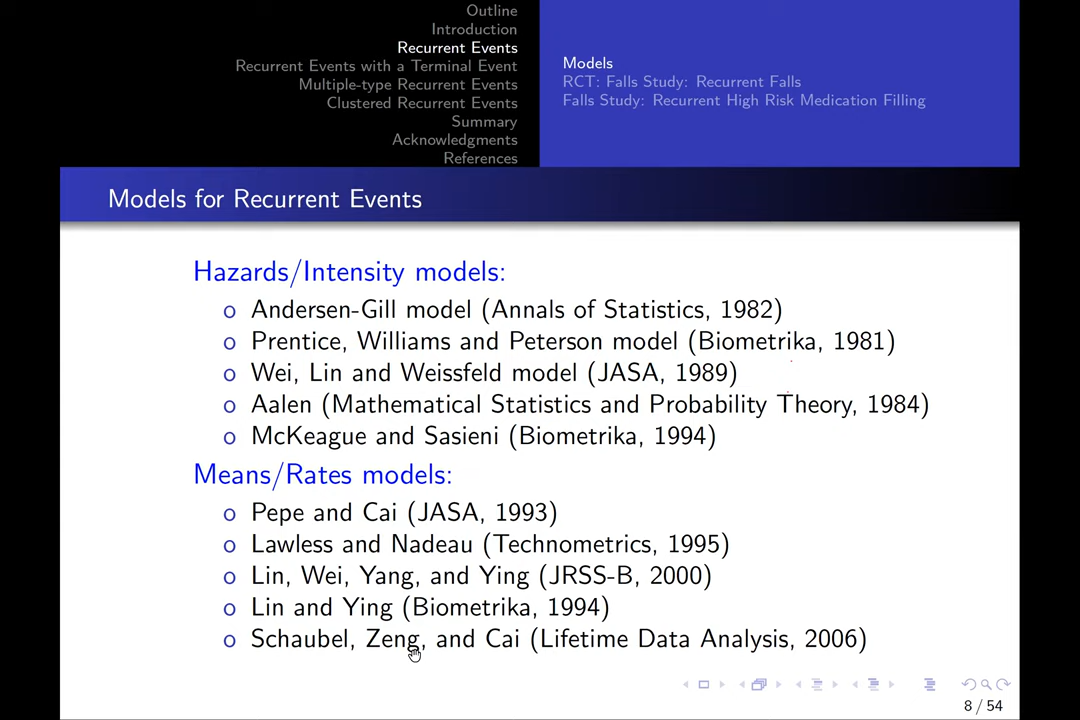 Outline
Introduction
Recurrent Events
Recurrent Events with a Terminal Event
Multiple-type Recurrent Events
Clustered Recurrent Events
Summary
Acknowledgments
References
Models
RCT: Falls Study: Recurrent Falls
Falls Study: Recurrent High Risk Medication Filling
Models for Recurrent Events
Hazards/Intensity models:
o Andersen-Gill model (Annals of Statistics, 1982)
o Prentice, Williams and Peterson model (Biometrika, 1981)
o Wei, Lin and Weissfeld model (JASA, 1989)
o Aalen (Mathematical Statistics and Probability Theory, 1984)
o McKeague and Sasieni (Biometrika, 1994)
Means/Rates models:
o Pepe and Cai (JASA, 1993)
o Lawless and Nadeau (Technometrics, 1995)
o Lin, Wei, Yang, and Ying (JRSS-B, 2000)
o Lin and Ying (Biometrika, 1994)
o Schaubel, Zeng, and Cai (Lifetime Data Analysis, 2006)
8 / 54